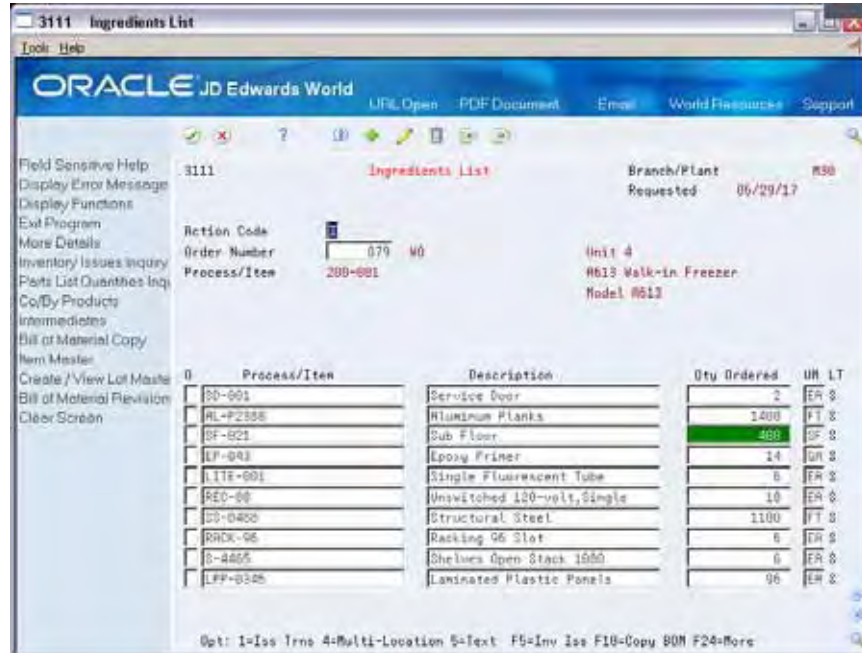 3111 Ingredients List
Tools Help
ORACLE JD Edwards World
URL Open PDF Document Email World Resources Support
Field Sensitive Help
Display Error Message
Display Functions
Exit Program
More Details
Inventory Issues Inquiry
Parts List Quantities Inqu
Co/By Products
Intermediates
Bill of Material Copy
Item Master
Create / View Lot Maste
Bill of Material Revision
Clear Screen
3111 Ingredients List Branch/Plant M30
Requested 06/29/17
Action Code I
Order Number 079 WO Unit 4
Process/Item 200-001 A613 Walk-in Freezer
Model A613
O Process/Item Description Qty Ordered UM LT
SD-001 Service Door 2 EA S
AL-P2386 Aluminum Planks 1400 FT S
SF-021 Sub Floor 400 SF S
EP-043 Epoxy Primer 14 GA S
LITE-001 Single Fluorescent Tube 6 EA S
REC-00 Unswitched 120-volt,Single 10 EA S
Structural Steel 1100 FT S
RACK-96 Racking 96 Slot 6 EA S
S-4465 Shelves Open Stack 6 EA S
LPP-0346 Laminated Plastic Panels 96 EA S
Opt: 1=Iss Trns 4=Multi-Location 5=Text F5=Inv Iss F18=Copy BOM F24=More